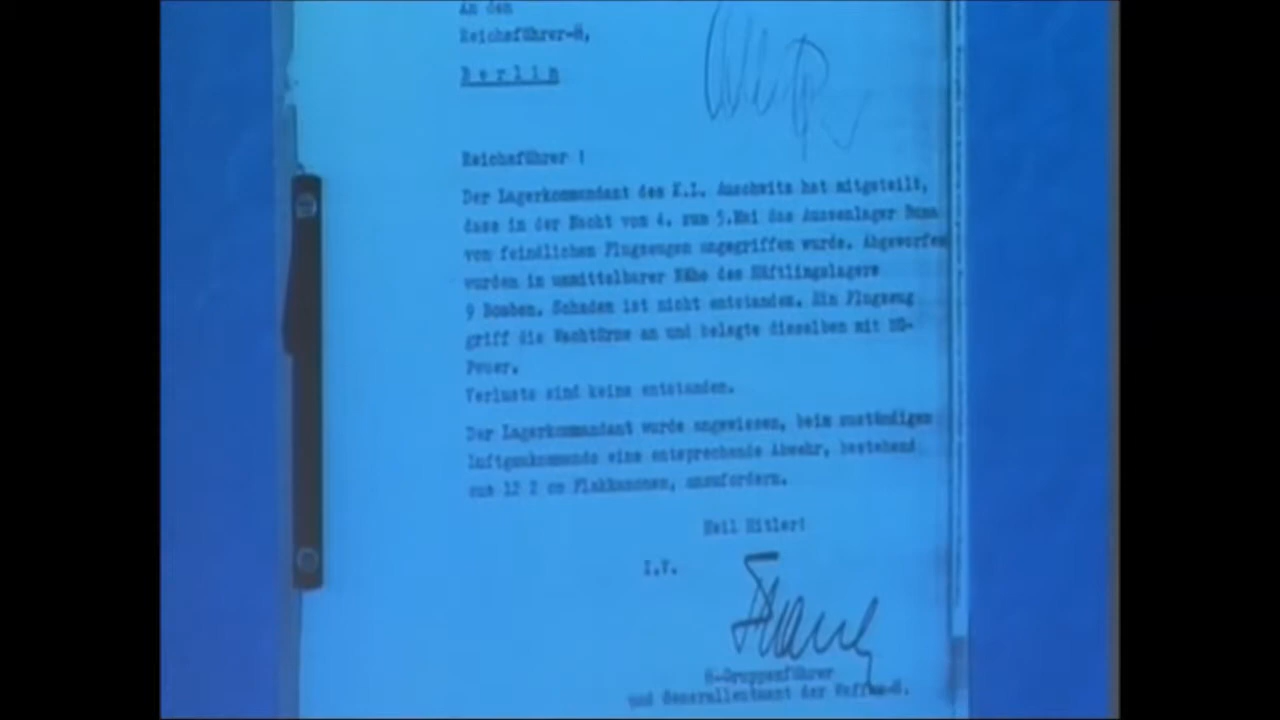 An den
Reichsführer-SS,
Berlin
Reichsführer !
Der Lagerkommandant des K.L. Auschwitz hat mitgeteilt,
dass in der Nacht vom 4. zum 5.Mai das Aussenlager Buna
von feindlichen Flugzeugen angegriffen wurde. Abgeworfen
wurden in unmittelbarer Nähe des Häftlingslagers
9 Bomben. Schaden ist nicht entstanden. Ein Flugzeug
griff die Wachtürme an und belegte dieselben mit MG-
Feuer.
Verluste sind keine entstanden.
Der Lagerkommandant wurde angewiesen, beim zuständigen
Luftgaukommando eine entsprechende Abwehr, bestehend
aus 12 2 cm Flakkanonen, anzufordern.
Heil Hitler!
I.V.
SS-Gruppenführer
und Generalleutnant der Waffen-SS.